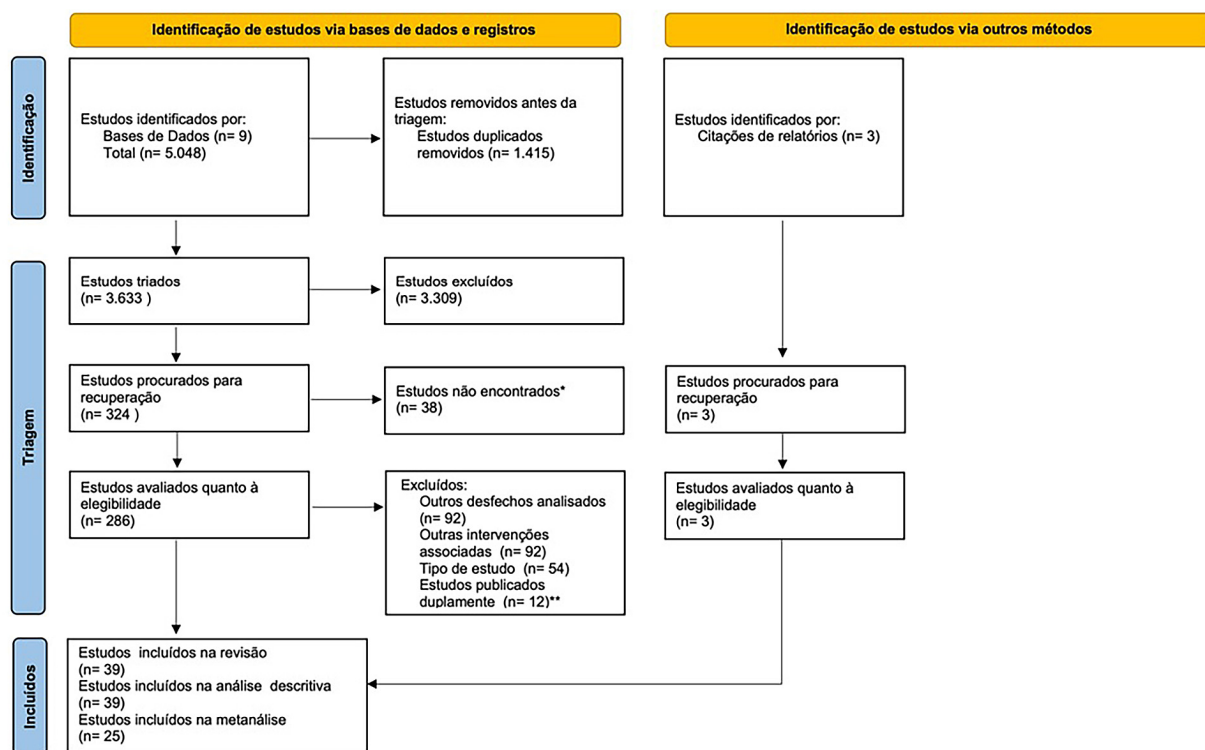 Identificação de estudos via bases de dados e registros
Identificação de estudos via outros métodos
Identificação
Estudos identificados por:
Bases de Dados (n= 9)
Total (n= 5.048)
Estudos removidos antes da
triagem:
Estudos duplicados
removidos (n= 1.415)
Estudos identificados por:
Citações de relatórios (n= 3)
Triagem
Estudos triados
(n= 3.633 )
Estudos excluídos
(n= 3.309)
Estudos procurados para
recuperação
(n= 324 )
Estudos não encontrados*
(n= 38)
Estudos procurados para
recuperação
(n= 3)
Estudos avaliados quanto à
elegibilidade
(n= 286)
Excluídos:
Outros desfechos analisados
(n= 92)
Outras intervenções
associadas (n= 92)
Tipo de estudo (n= 54)
Estudos publicados
duplamente (n= 12)**
Estudos avaliados quanto à
elegibilidade
(n= 3)
Incluídos
Estudos incluídos na revisão
(n= 39)
Estudos incluídos na análise descritiva
(n= 39)
Estudos incluídos na metanálise
(n= 25)